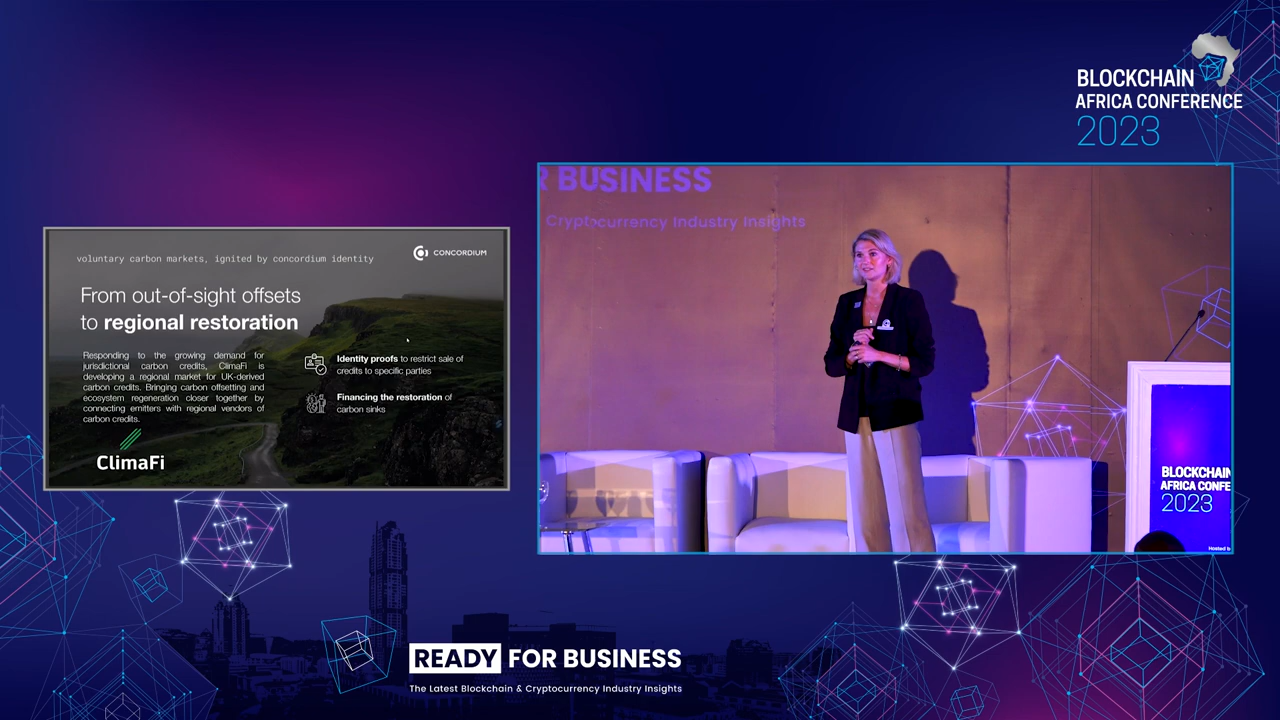 BLOCKCHAIN
AFRICA CONFERENCE
2023
voluntary carbon markets, ignited by concordium identity
CONCORDIUM
From out-of-sight offsets
to regional restoration
Responding to the growing demand for
jurisdictional carbon credits, ClimaFi is
developing a regional market for UK-derived
carbon credits. Bringing carbon offsetting and
ecosystem regeneration closer together by
connecting emitters with regional vendors of
carbon credits.
Identity proofs to restrict sale of
credits to specific parties
Financing the restoration of
carbon sinks
ClimaFi
R BUSINESS
Cryptocurrency Industry Insights
BLOCKCHAIN
AFRICA CONFE
2023
Hosted b
READY FOR BUSINESS
The Latest Blockchain & Cryptocurrency Industry Insights